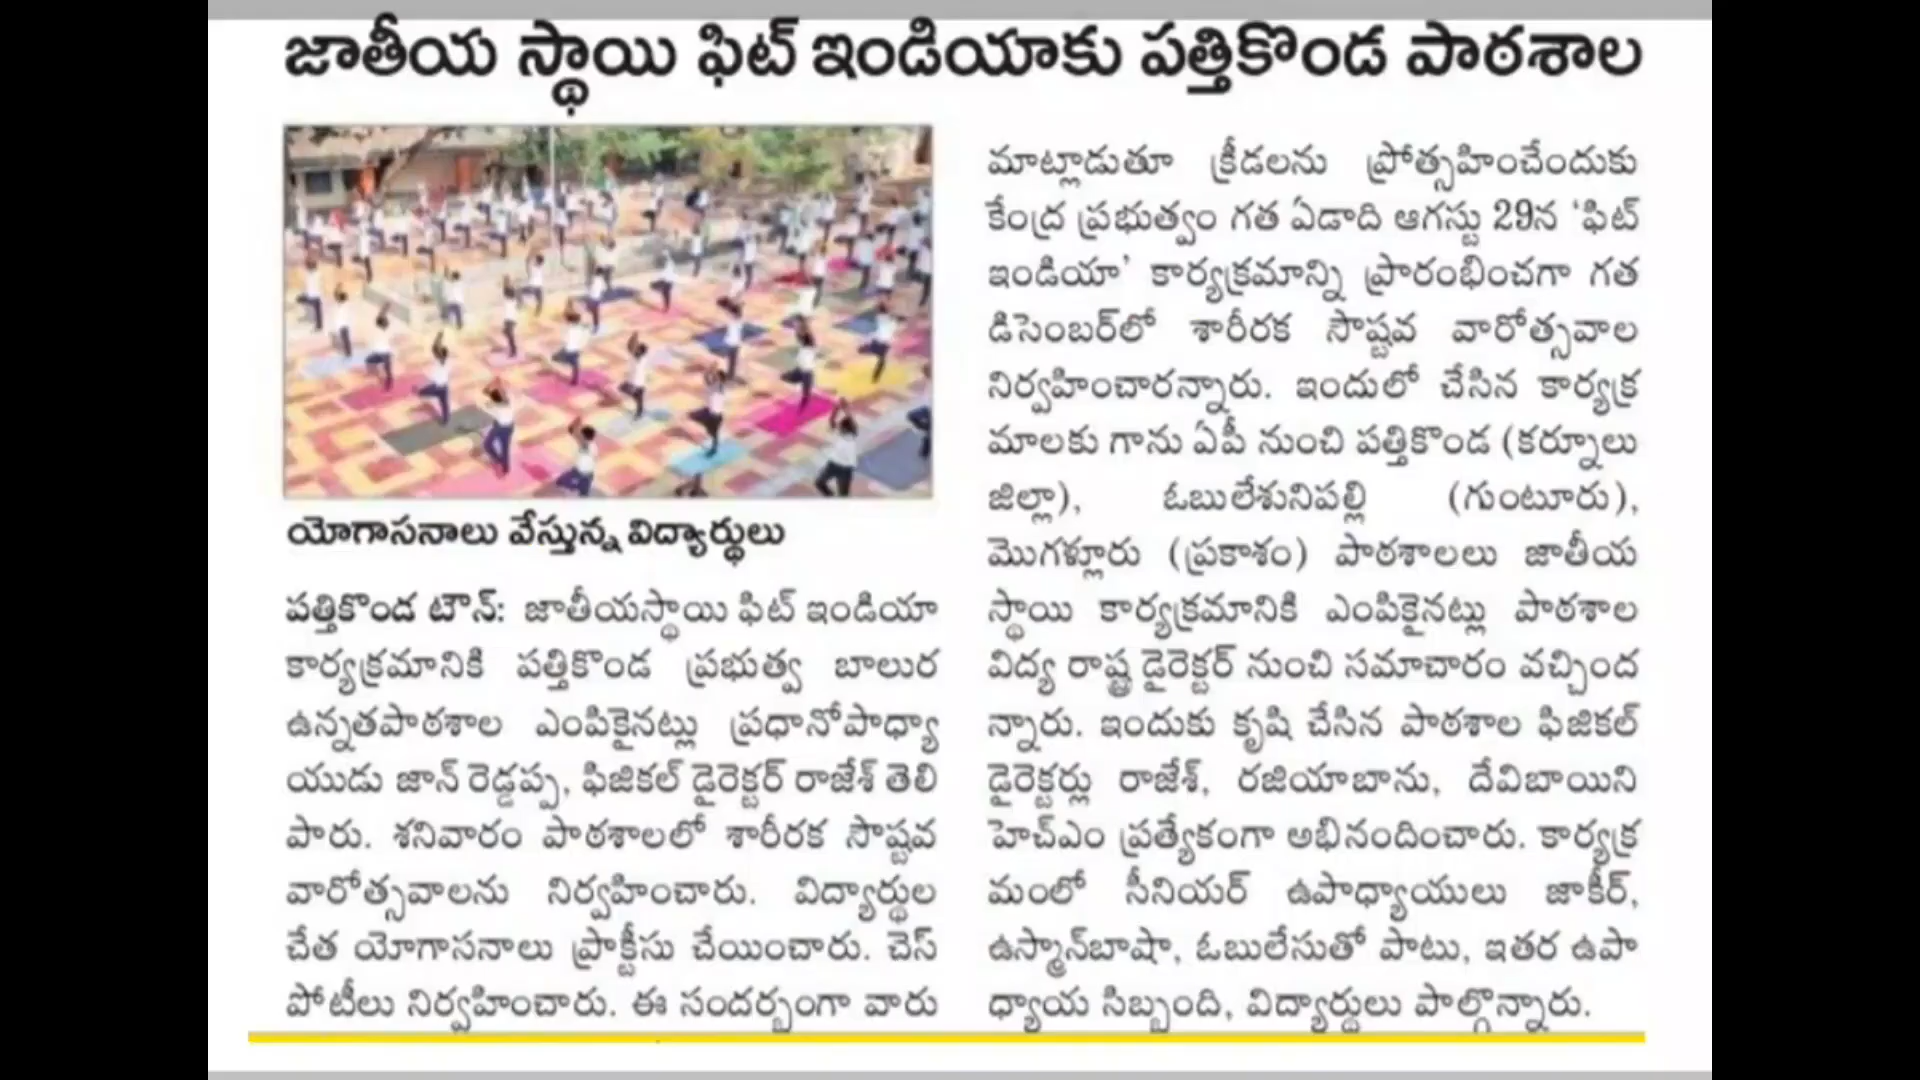 జాతీయ స్థాయి ఫిట్ ఇండియాకు పత్తికొండ పాఠశాల
యోగాసనాలు వేస్తున్న విద్యార్థులు
పత్తికొండ టౌన్: జాతీయస్థాయి ఫిట్ ఇండియా
కార్యక్రమానికి పత్తికొండ ప్రభుత్వ బాలుర
ఉన్నతపాఠశాల ఎంపికైనట్లు ప్రధానోపాధ్యా
యుడు జాన్ రెడ్డప్ప, ఫిజికల్ డైరెక్టర్ రాజేశ్ తెలి
పారు. శనివారం పాఠశాలలో శారీరక సౌష్టవ
వారోత్సవాలను నిర్వహించారు. విద్యార్థుల
చేత యోగాసనాలు ప్రాక్టీసు చేయించారు. చెస్
పోటీలు నిర్వహించారు. ఈ సందర్భంగా వారు
మాట్లాడుతూ క్రీడలను ప్రోత్సహించేందుకు
కేంద్ర ప్రభుత్వం గత ఏడాది ఆగస్టు 29న ‘ఫిట్
ఇండియా’ కార్యక్రమాన్ని ప్రారంభించగా గత
డిసెంబర్‌లో శారీరక సౌష్టవ వారోత్సవాల
నిర్వహించారన్నారు. ఇందులో చేసిన కార్యక్ర
మాలకు గాను ఏపీ నుంచి పత్తికొండ (కర్నూలు
జిల్లా), ఓబులేశునిపల్లి (గుంటూరు),
మొగళ్లూరు (ప్రకాశం) పాఠశాలలు జాతీయ
స్థాయి కార్యక్రమానికి ఎంపికైనట్లు పాఠశాల
విద్య రాష్ట్ర డైరెక్టర్ నుంచి సమాచారం వచ్చింద
న్నారు. ఇందుకు కృషి చేసిన పాఠశాల ఫిజికల్
డైరెక్టర్లు రాజేశ్, రజియాబాను, దేవిబాయిని
హెచ్ఎం ప్రత్యేకంగా అభినందించారు. కార్యక్ర
మంలో సీనియర్ ఉపాధ్యాయులు జాకీర్,
ఉస్మాన్‌బాషా, ఓబులేసుతో పాటు, ఇతర ఉపా
ధ్యాయ సిబ్బంది, విద్యార్థులు పాల్గొన్నారు.